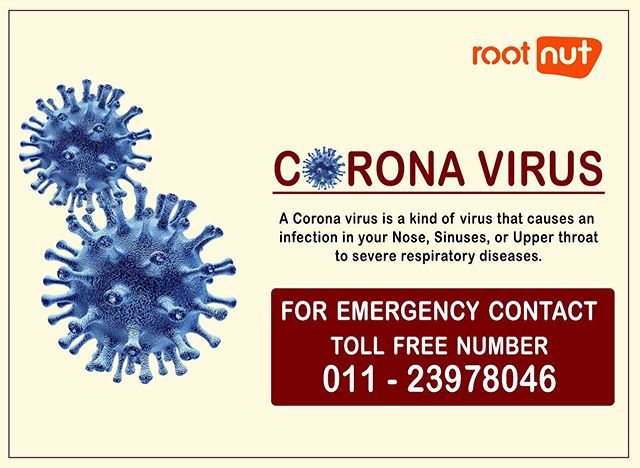 root nut
CORONA VIRUS
A Corona virus is a kind of virus that causes an
infection in your Nose, Sinuses, or Upper throat
to severe respiratory diseases.
FOR EMERGENCY CONTACT
TOLL FREE NUMBER
011 - 23978046